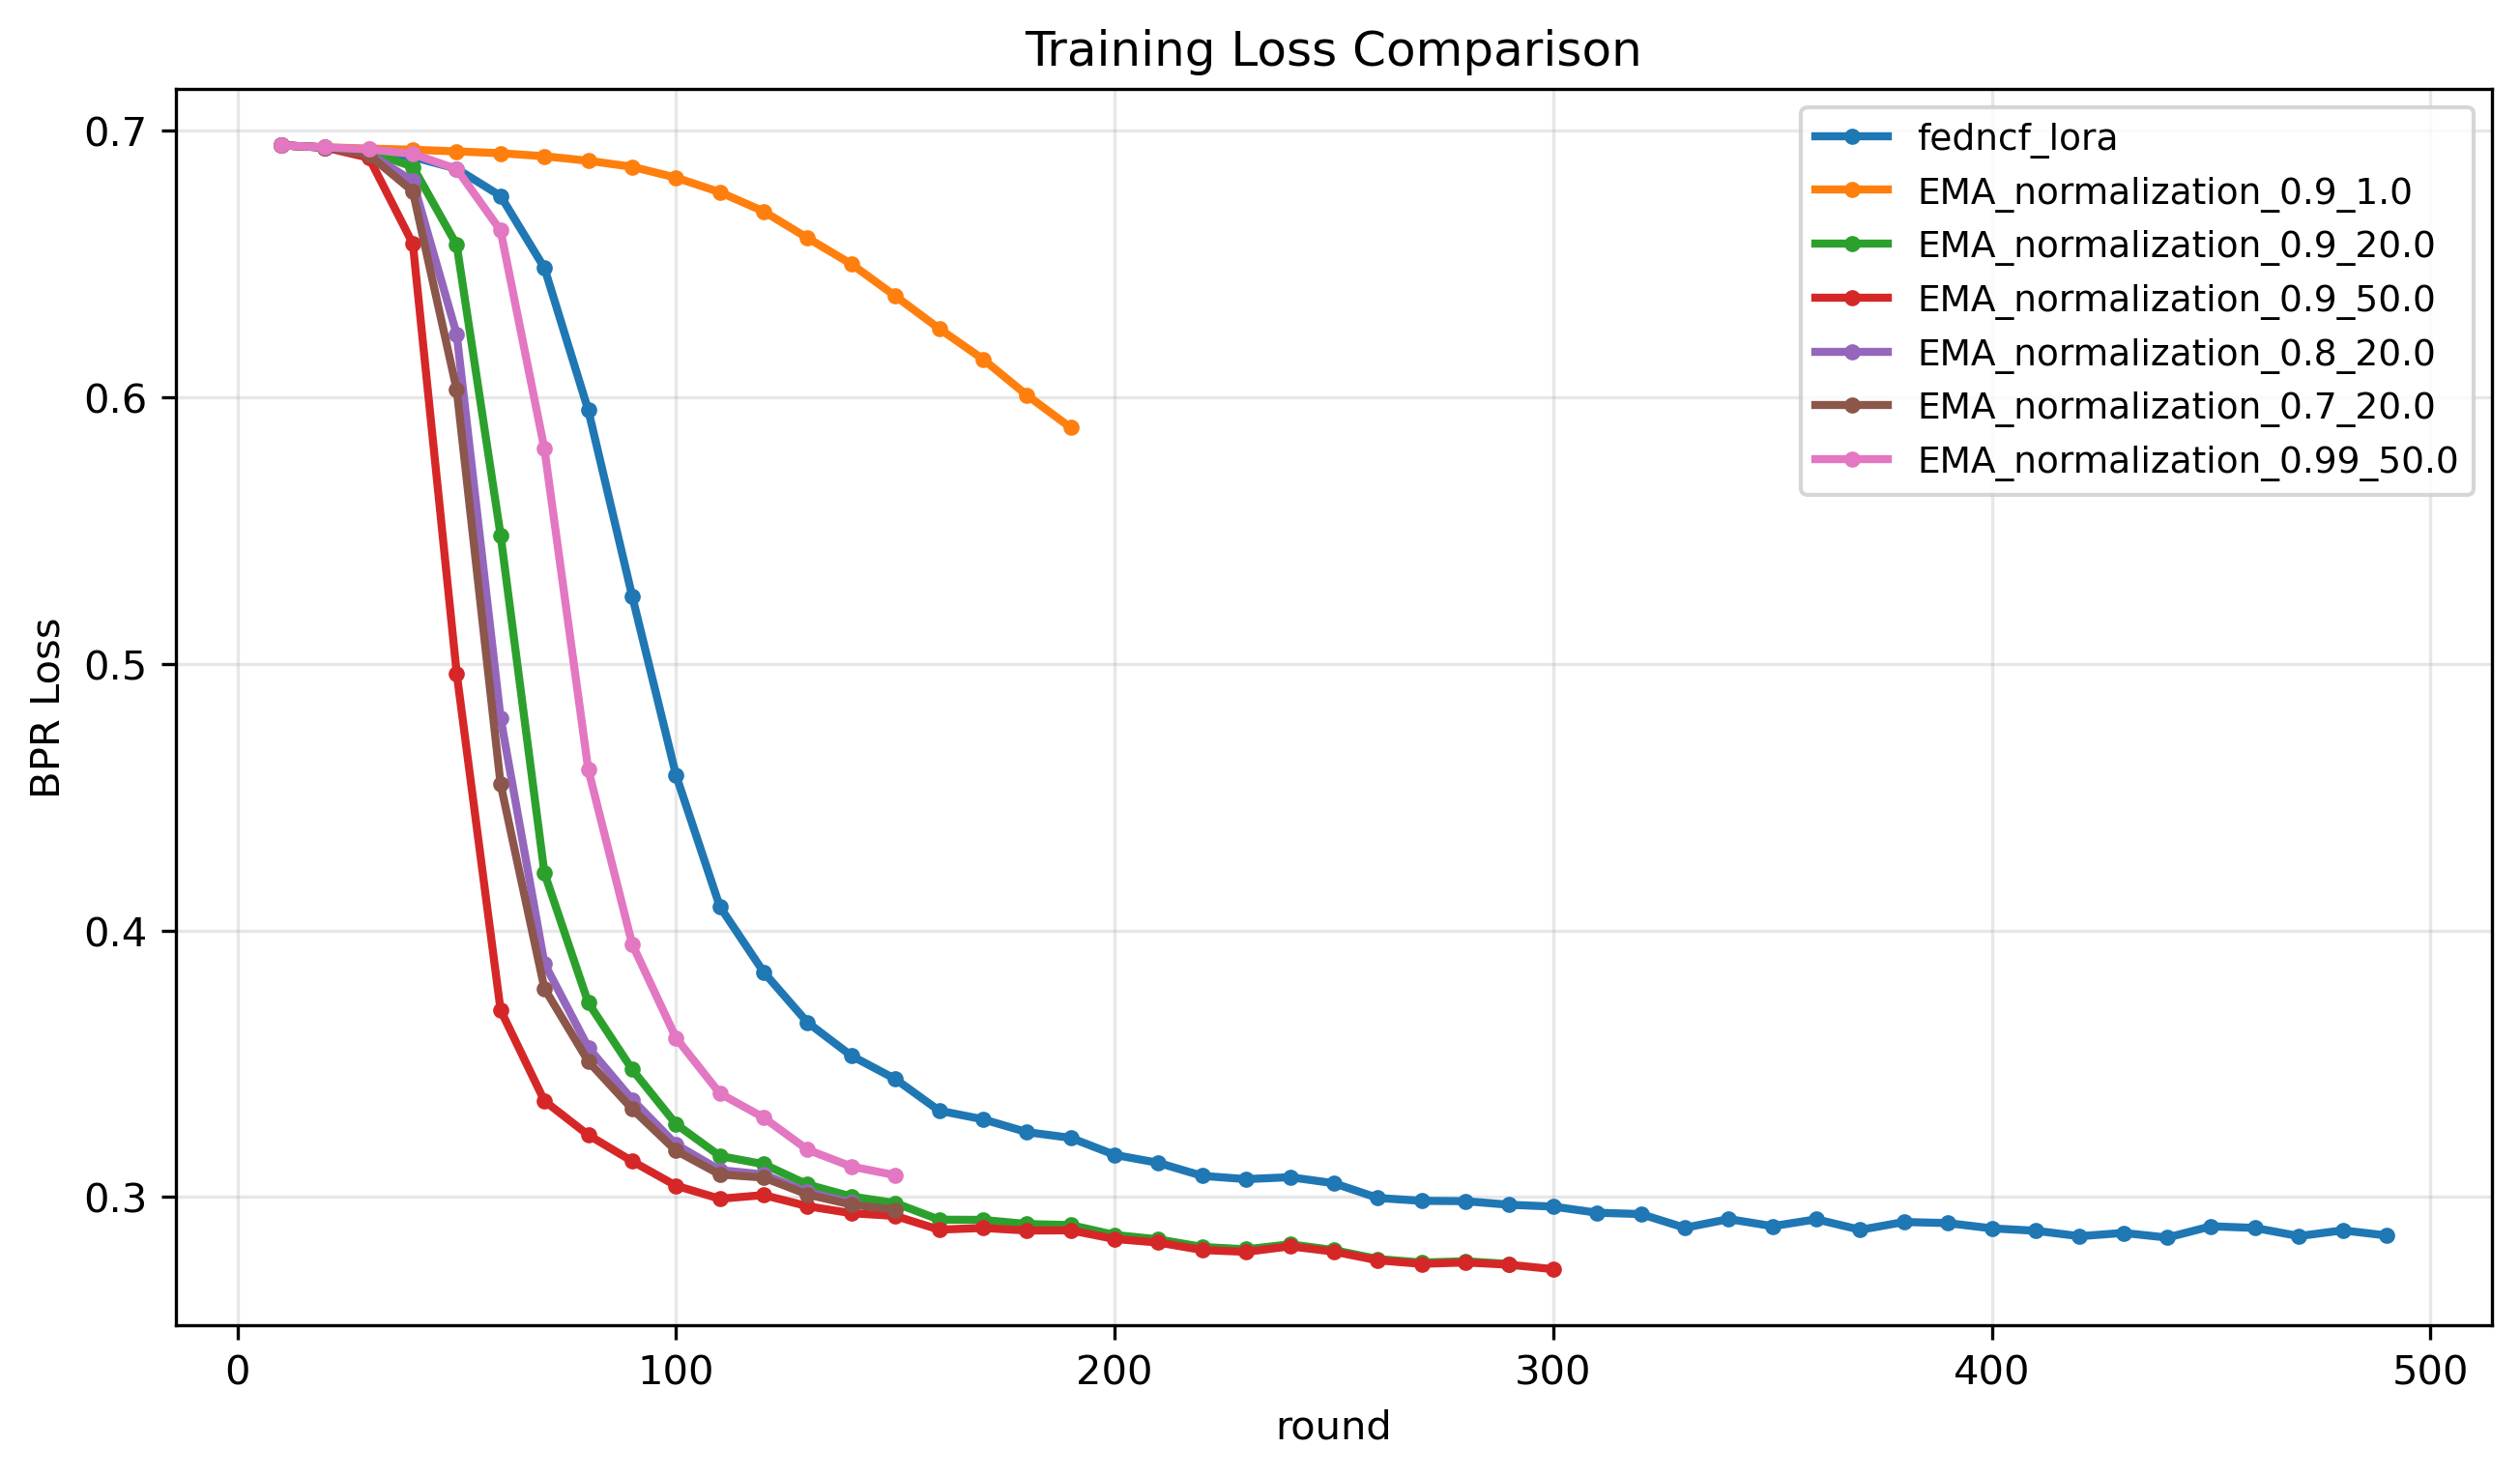 Training Loss Comparison
fedncf_lora
EMA_normalization_0.9_1.0
EMA_normalization_0.9_20.0
EMA_normalization_0.9_50.0
EMA_normalization_0.8_20.0
EMA_normalization_0.7_20.0
EMA_normalization_0.99_50.0
BPR Loss
0.7
0.6
0.5
0.4
0.3
0 100 200 300 400 500
round